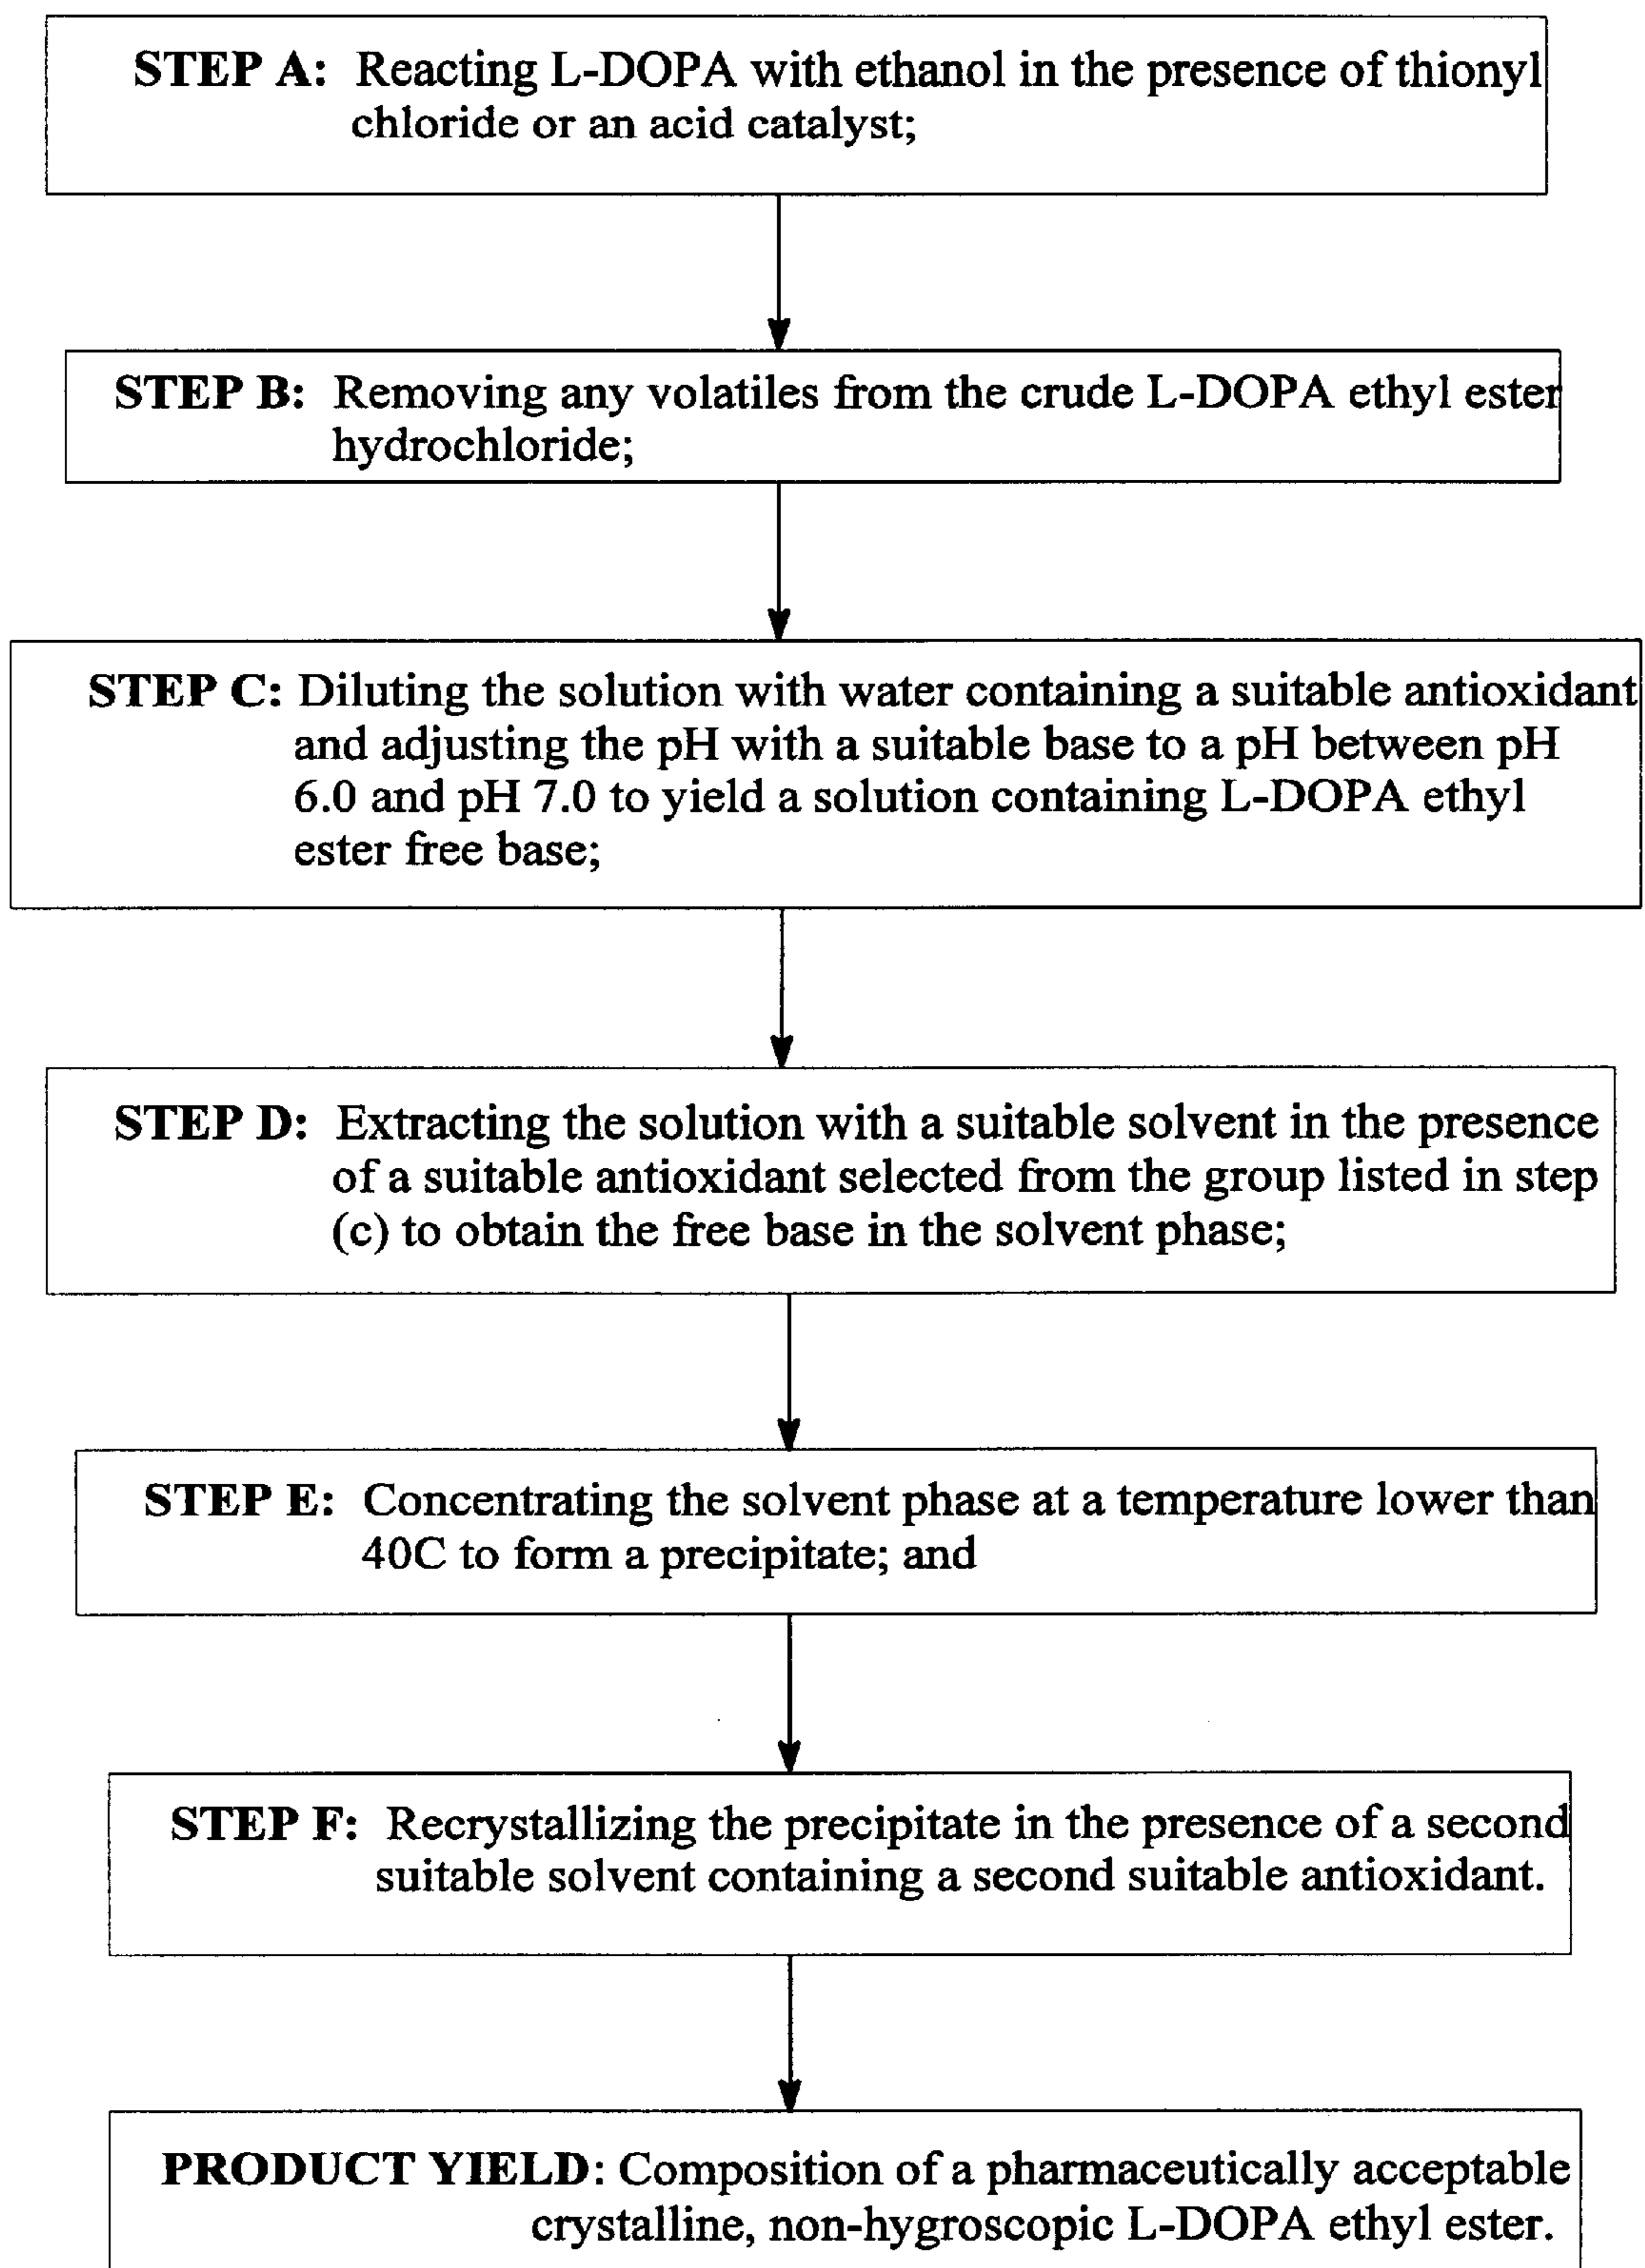 STEP A: Reacting L-DOPA with ethanol in the presence of thionyl
chloride or an acid catalyst;
STEP B: Removing any volatiles from the crude L-DOPA ethyl ester
hydrochloride;
STEP C: Diluting the solution with water containing a suitable antioxidant
and adjusting the pH with a suitable base to a pH between pH
6.0 and pH 7.0 to yield a solution containing L-DOPA ethyl
ester free base;
STEP D: Extracting the solution with a suitable solvent in the presence
of a suitable antioxidant selected from the group listed in step
(c) to obtain the free base in the solvent phase;
STEP E: Concentrating the solvent phase at a temperature lower than
40C to form a precipitate; and
STEP F: Recrystallizing the precipitate in the presence of a second
suitable solvent containing a second suitable antioxidant.
PRODUCT YIELD: Composition of a pharmaceutically acceptable
crystalline, non-hygroscopic L-DOPA ethyl ester.